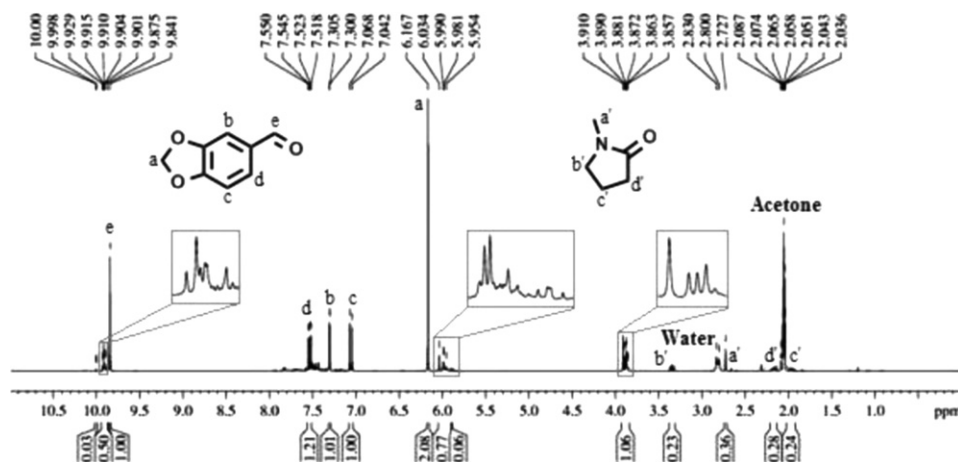 10.00 9.998 9.929 9.915 9.910 9.904 9.901 9.875 9.841 7.550 7.545 7.523 7.518 7.305 7.300 7.068 7.042 6.167 6.034 5.990 5.981 5.954 3.910 3.890 3.881 3.872 3.863 3.857 2.830 2.800 2.727 2.087 2.074 2.065 2.058 2.051 2.043 2.036
a
b e a'
O N O
a O b'
O d d'
c c'
Acetone
e
d b c Water
b' a' d' c'
10.5 10.0 9.5 9.0 8.5 8.0 7.5 7.0 6.5 6.0 5.5 5.0 4.5 4.0 3.5 3.0 2.5 2.0 1.5 1.0 ppm
0.03 0.50 1.00 1.21 1.01 1.00 2.08 0.77 0.06 1.06 0.23 0.36 0.28 0.24